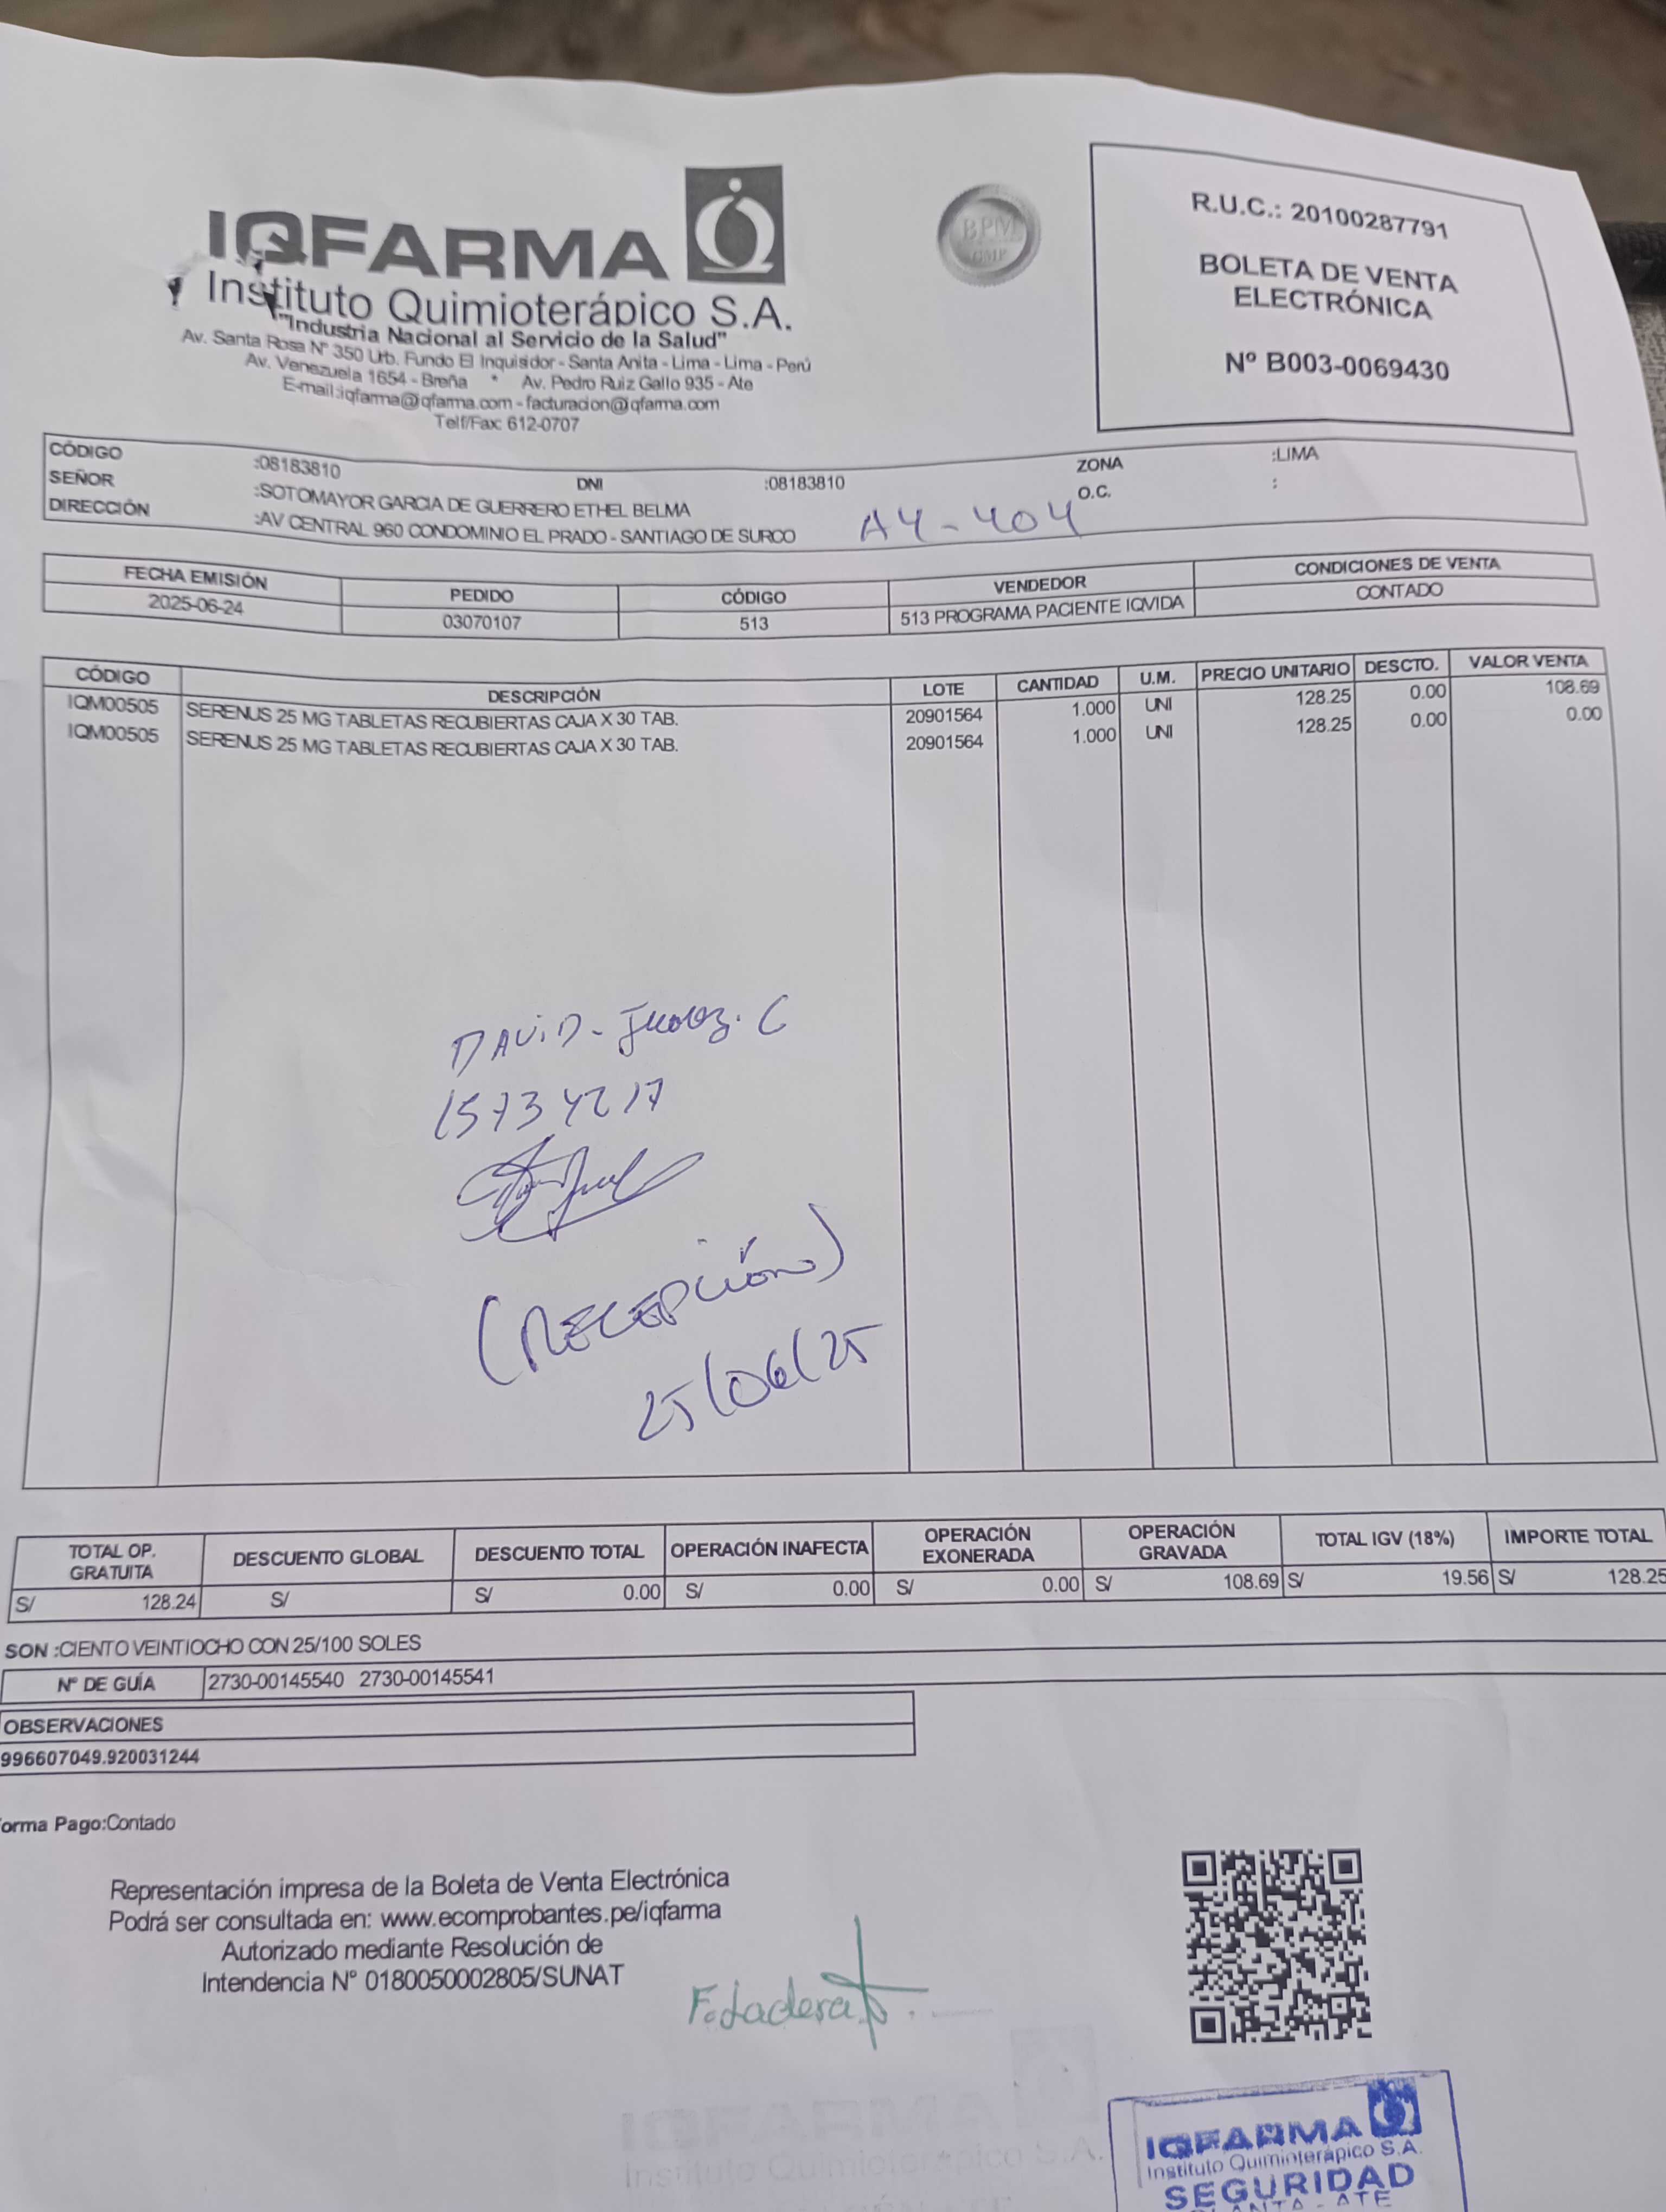 IQFARMA
Instituto Quimioterápico S.A.
"Industria Nacional al Servicio de la Salud"
Av. Santa Rosa N° 350 Urb. Fundo El Inquisidor - Santa Anita - Lima - Lima - Perú
Av. Venezuela 1654 - Breña * Av. Pedro Ruiz Gallo 935 - Ate
E-mail:iqfarma@iqfarma.com - facturacion@iqfarma.com
Telf/Fax: 612-0707
BPM
GMP
R.U.C.: 20100287791
BOLETA DE VENTA
ELECTRÓNICA
Nº B003-0069430
CÓDIGO :08183810 DNI :08183810 ZONA :LIMA
SEÑOR :SOTOMAYOR GARCIA DE GUERRERO ETHEL BELMA O.C. :
DIRECCIÓN :AV CENTRAL 960 CONDOMINIO EL PRADO - SANTIAGO DE SURCO A4-404
FECHA EMISIÓN PEDIDO CÓDIGO VENDEDOR CONDICIONES DE VENTA
2025-06-24 03070107 513 513 PROGRAMA PACIENTE IQVIDA CONTADO
CÓDIGO DESCRIPCIÓN LOTE CANTIDAD U.M. PRECIO UNITARIO DESCTO. VALOR VENTA
IQM00505 SERENUS 25 MG TABLETAS RECUBIERTAS CAJA X 30 TAB. 20901564 1.000 UNI 128.25 0.00 108.69
IQM00505 SERENUS 25 MG TABLETAS RECUBIERTAS CAJA X 30 TAB. 20901564 1.000 UNI 128.25 0.00 0.00
DAViD- C
15734217
(RECEPCIÓN)
25/06/25
TOTAL OP. GRATUITA DESCUENTO GLOBAL DESCUENTO TOTAL OPERACIÓN INAFECTA OPERACIÓN EXONERADA OPERACIÓN GRAVADA TOTAL IGV (18%) IMPORTE TOTAL
S/ 128.24 S/ S/ 0.00 S/ 0.00 S/ 0.00 S/ 108.69 S/ 19.56 S/ 128.25
SON :CIENTO VEINTIOCHO CON 25/100 SOLES
N° DE GUÍA 2730-00145540 2730-00145541
OBSERVACIONES
996607049.920031244
orma Pago:Contado
Representación impresa de la Boleta de Venta Electrónica
Podrá ser consultada en: www.ecomprobantes.pe/iqfarma
Autorizado mediante Resolución de
Intendencia N° 0180050002805/SUNAT
F. Ladera
IQFARMA
Instituto Quimioterápico S.A.
SEGURIDAD
PLANTA - ATE